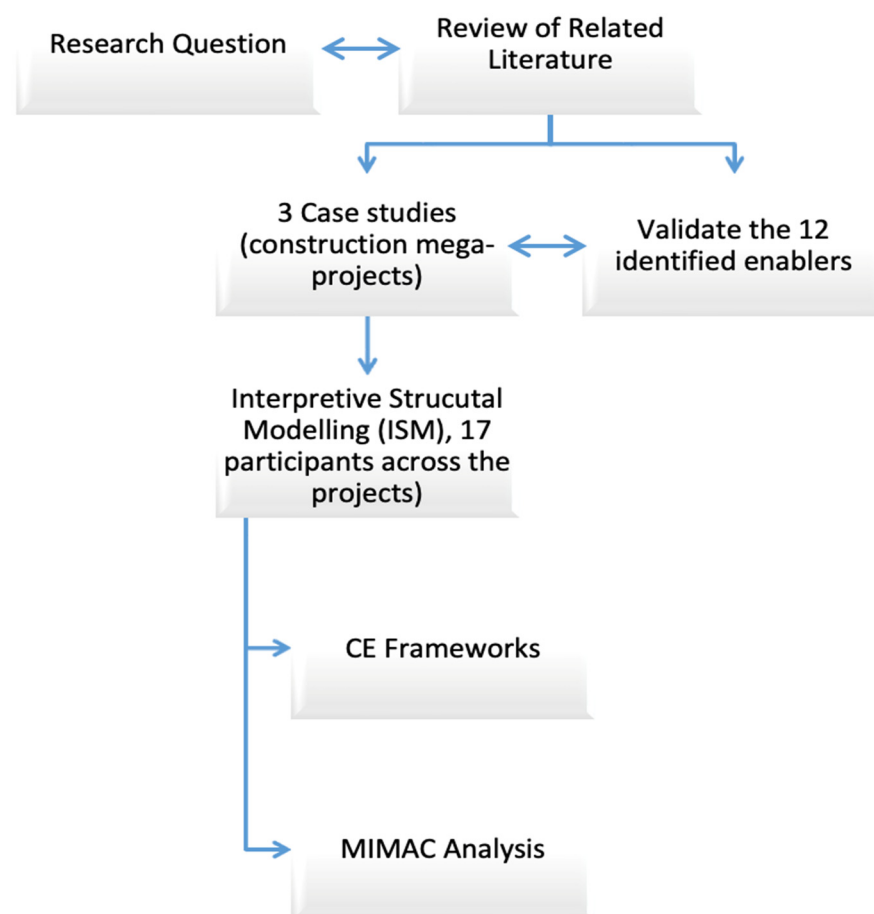 Research Question
Review of Related
Literature
3 Case studies
(construction mega-
projects)
Validate the 12
identified enablers
Interpretive Strucutal
Modelling (ISM), 17
participants across the
projects)
CE Frameworks
MIMAC Analysis